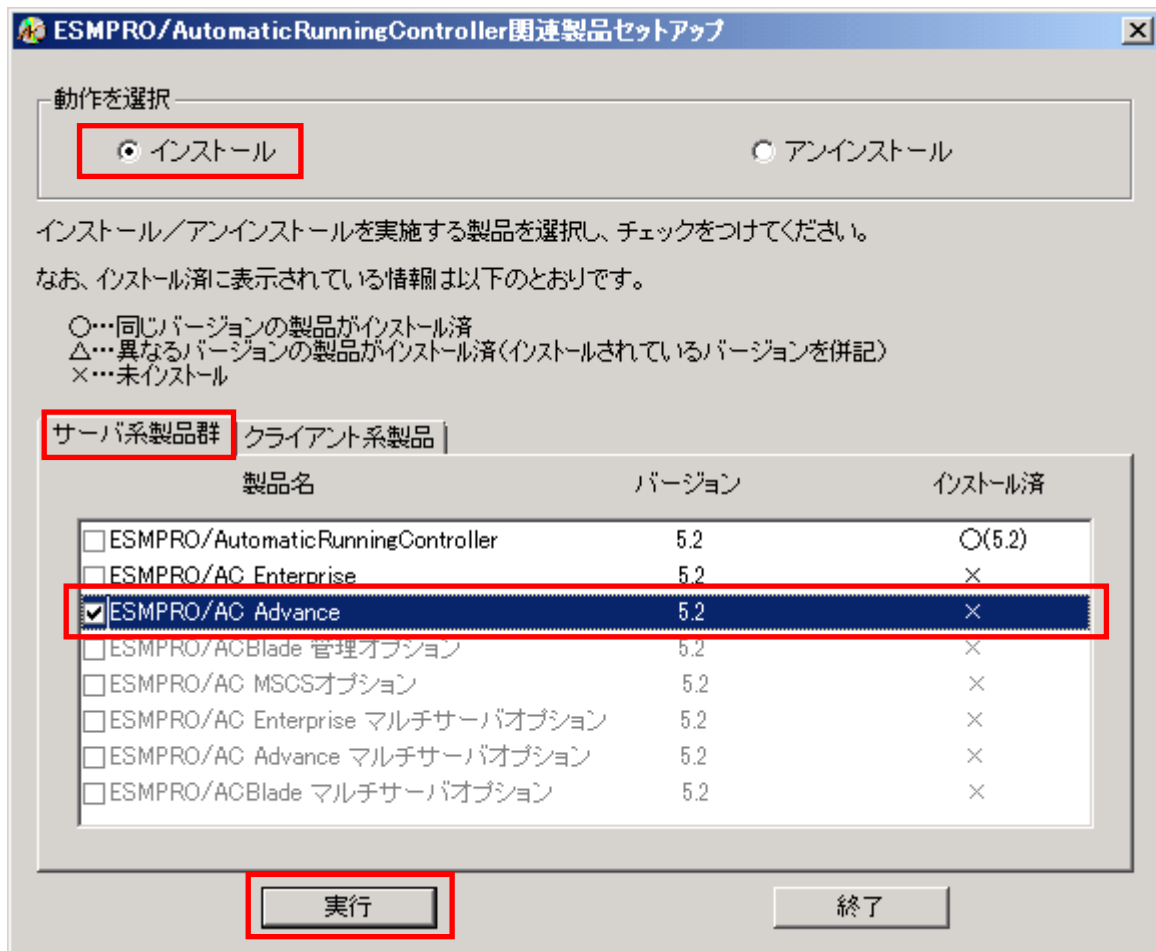 ESMPRO/AutomaticRunningController関連製品セットアップ
動作を選択
インストール アンインストール
インストール／アンインストールを実施する製品を選択し、チェックをつけてください。
なお、インストール済に表示されている情報は以下のとおりです。
○…同じバージョンの製品がインストール済
△…異なるバージョンの製品がインストール済(インストールされているバージョンを併記)
×…未インストール
サーバ系製品群 クライアント系製品
製品名 バージョン インストール済
ESMPRO/AutomaticRunningController 5.2 ○(5.2)
ESMPRO/AC Enterprise 5.2 ×
ESMPRO/AC Advance 5.2 ×
ESMPRO/ACBlade 管理オプション 5.2 ×
ESMPRO/AC MSCSオプション 5.2 ×
ESMPRO/AC Enterprise マルチサーバオプション 5.2 ×
ESMPRO/AC Advance マルチサーバオプション 5.2 ×
ESMPRO/ACBlade マルチサーバオプション 5.2 ×
実行 終了